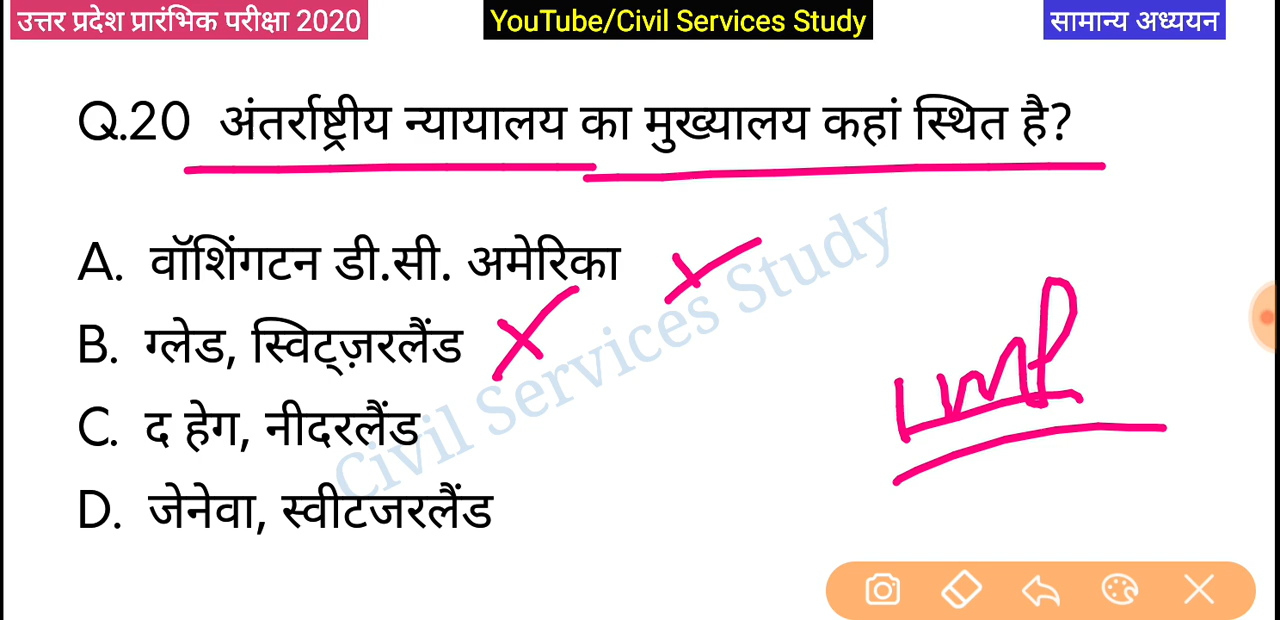 उत्तर प्रदेश प्रारंभिक परीक्षा 2020 YouTube/Civil Services Study सामान्य अध्ययन
Q.20 अंतर्राष्ट्रीय न्यायालय का मुख्यालय कहां स्थित है?
A. वॉशिंगटन डी.सी. अमेरिका
B. ग्लेड, स्विट्ज़रलैंड
C. द हेग, नीदरलैंड
D. जेनेवा, स्वीटजरलैंड
Imp
Civil Services Study